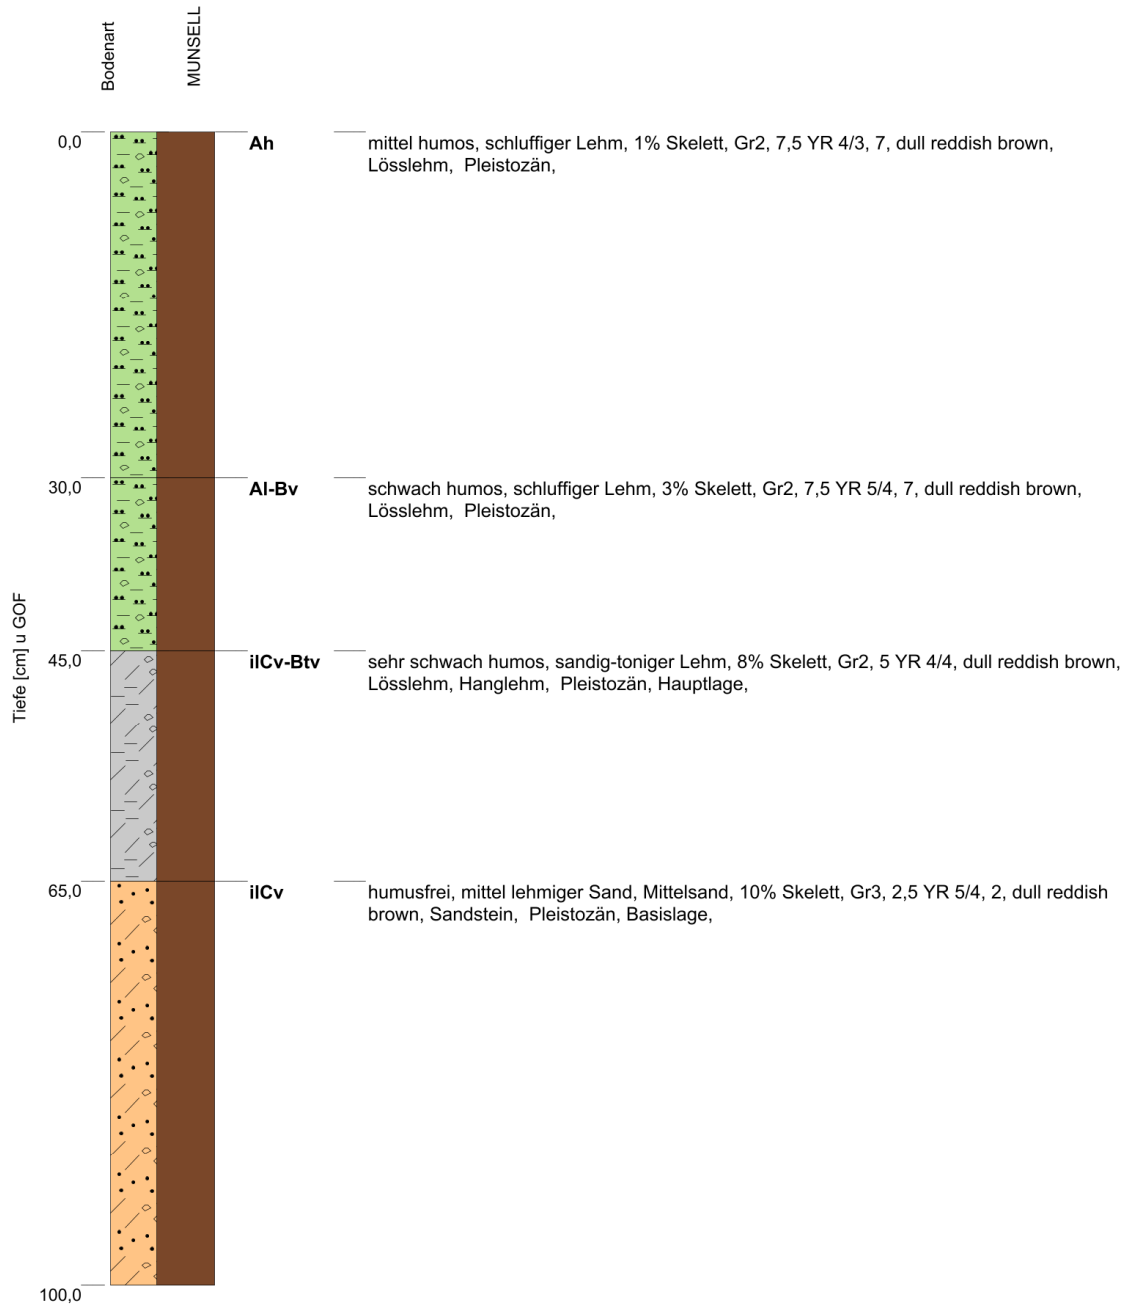 Bodenart
MUNSELL
0,0
Ah
mittel humos, schluffiger Lehm, 1% Skelett, Gr2, 7,5 YR 4/3, 7, dull reddish brown,
Lösslehm, Pleistozän,
30,0
Al-Bv
schwach humos, schluffiger Lehm, 3% Skelett, Gr2, 7,5 YR 5/4, 7, dull reddish brown,
Lösslehm, Pleistozän,
Tiefe [cm] u GOF
45,0
ilCv-Btv
sehr schwach humos, sandig-toniger Lehm, 8% Skelett, Gr2, 5 YR 4/4, dull reddish brown,
Lösslehm, Hanglehm, Pleistozän, Hauptlage,
65,0
ilCv
humusfrei, mittel lehmiger Sand, Mittelsand, 10% Skelett, Gr3, 2,5 YR 5/4, 2, dull reddish
brown, Sandstein, Pleistozän, Basislage,
100,0